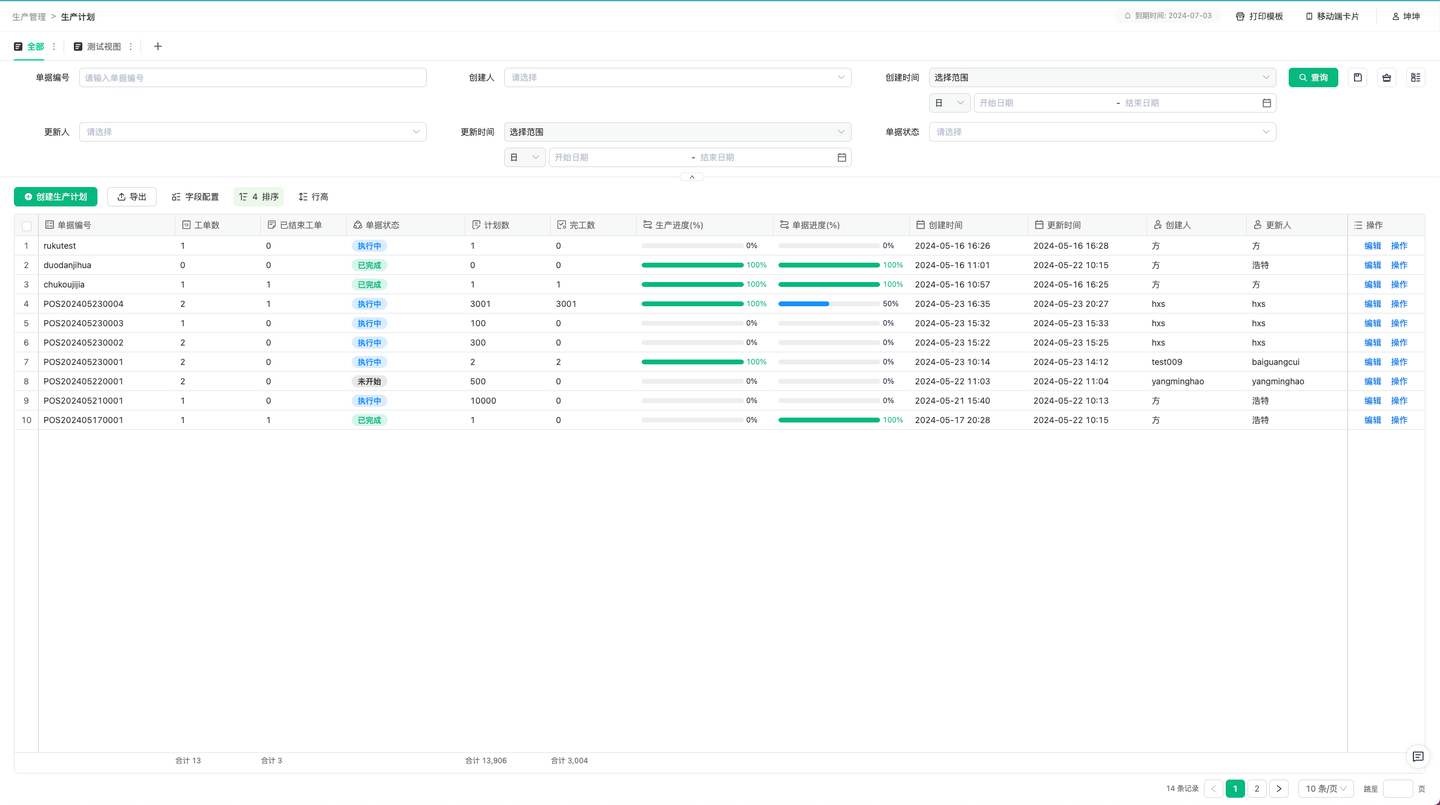 生产管理 > 生产计划 到期时间: 2024-07-03 打印模板 移动端卡片 坤坤
全部 测试视图
单据编号 请输入单据编号 创建人 请选择 创建时间 选择范围 查询
日 开始日期 - 结束日期
更新人 请选择 更新时间 选择范围 单据状态 请选择
日 开始日期 - 结束日期
创建生产计划 导出 字段配置 4 排序 行高
单据编号 工单数 已结束工单 单据状态 计划数 完工数 生产进度(%) 单据进度(%) 创建时间 更新时间 创建人 更新人 操作
1 rukutest 1 0 执行中 1 0 0% 0% 2024-05-16 16:26 2024-05-16 16:28 方 方 编辑 操作
2 duodanjihua 0 0 已完成 0 0 100% 100% 2024-05-16 11:01 2024-05-22 10:15 方 浩特 编辑 操作
3 chukoujijia 1 1 已完成 1 1 100% 100% 2024-05-16 10:57 2024-05-16 16:25 方 方 编辑 操作
4 POS202405230004 2 1 执行中 3001 3001 100% 50% 2024-05-23 16:35 2024-05-23 20:27 hxs hxs 编辑 操作
5 POS202405230003 1 0 执行中 100 0 0% 0% 2024-05-23 15:32 2024-05-23 15:33 hxs hxs 编辑 操作
6 POS202405230002 2 0 执行中 300 0 0% 0% 2024-05-23 15:22 2024-05-23 15:25 hxs hxs 编辑 操作
7 POS202405230001 2 0 执行中 2 2 100% 0% 2024-05-23 10:14 2024-05-23 14:12 test009 baiguangcui 编辑 操作
8 POS202405220001 2 0 未开始 500 0 0% 0% 2024-05-22 11:03 2024-05-22 11:04 yangminghao yangminghao 编辑 操作
9 POS202405210001 1 0 执行中 10000 0 0% 0% 2024-05-21 15:40 2024-05-22 10:13 方 浩特 编辑 操作
10 POS202405170001 1 1 已完成 1 0 0% 100% 2024-05-17 20:28 2024-05-22 10:15 方 浩特 编辑 操作
合计 13 合计 3 合计 13,906 合计 3,004
14 条记录 < 1 2 > 10 条/页 跳至 页